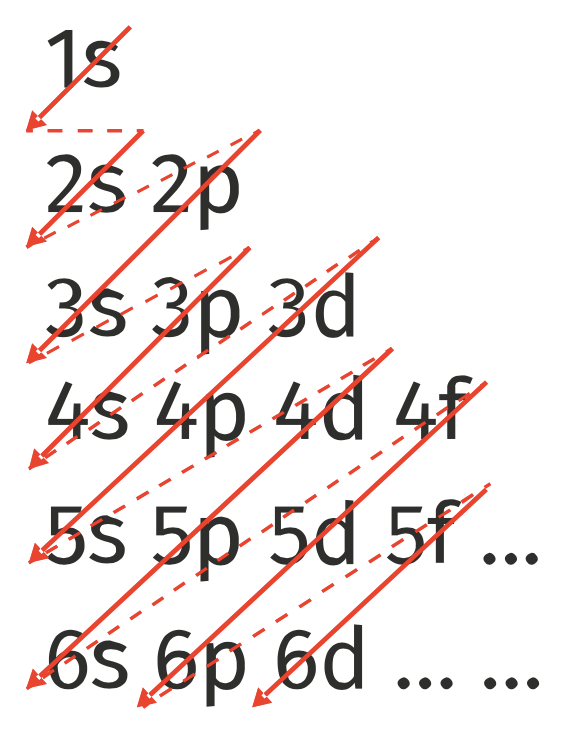 1s
2s 2p
3s 3p 3d
4s 4p 4d 4f
5s 5p 5d 5f ...
6s 6p 6d ... ...